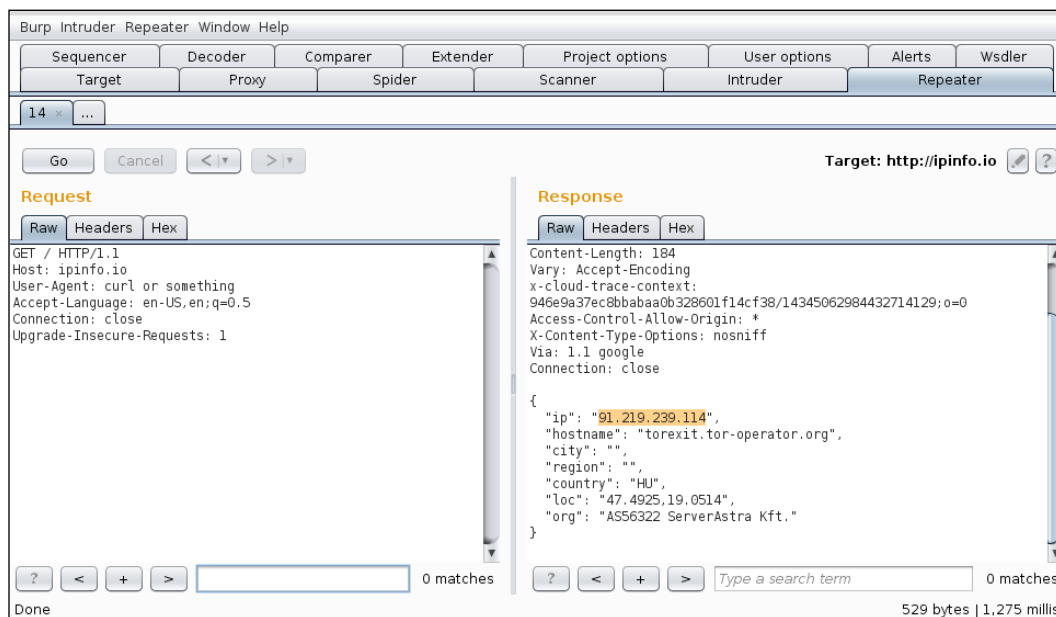 Burp Intruder Repeater Window Help
Sequencer Decoder Comparer Extender Project options User options Alerts Wsdler
Target Proxy Spider Scanner Intruder Repeater
14 × ...
Go Cancel < > Target: http://ipinfo.io ?
Request
Raw Headers Hex
GET / HTTP/1.1
Host: ipinfo.io
User-Agent: curl or something
Accept-Language: en-US,en;q=0.5
Connection: close
Upgrade-Insecure-Requests: 1
? < + > 0 matches
Response
Raw Headers Hex
Content-Length: 184
Vary: Accept-Encoding
x-cloud-trace-context:
946e9a37ec8bbabaa0b328601f14cf38/14345062984432714129;o=0
Access-Control-Allow-Origin: *
X-Content-Type-Options: nosniff
Via: 1.1 google
Connection: close
{
"ip": "91.219.239.114",
"hostname": "torexit.tor-operator.org",
"city": "",
"region": "",
"country": "HU",
"loc": "47.4925,19.0514",
"org": "AS56322 ServerAstra Kft."
}
? < + > Type a search term 0 matches
Done 529 bytes | 1,275 millis